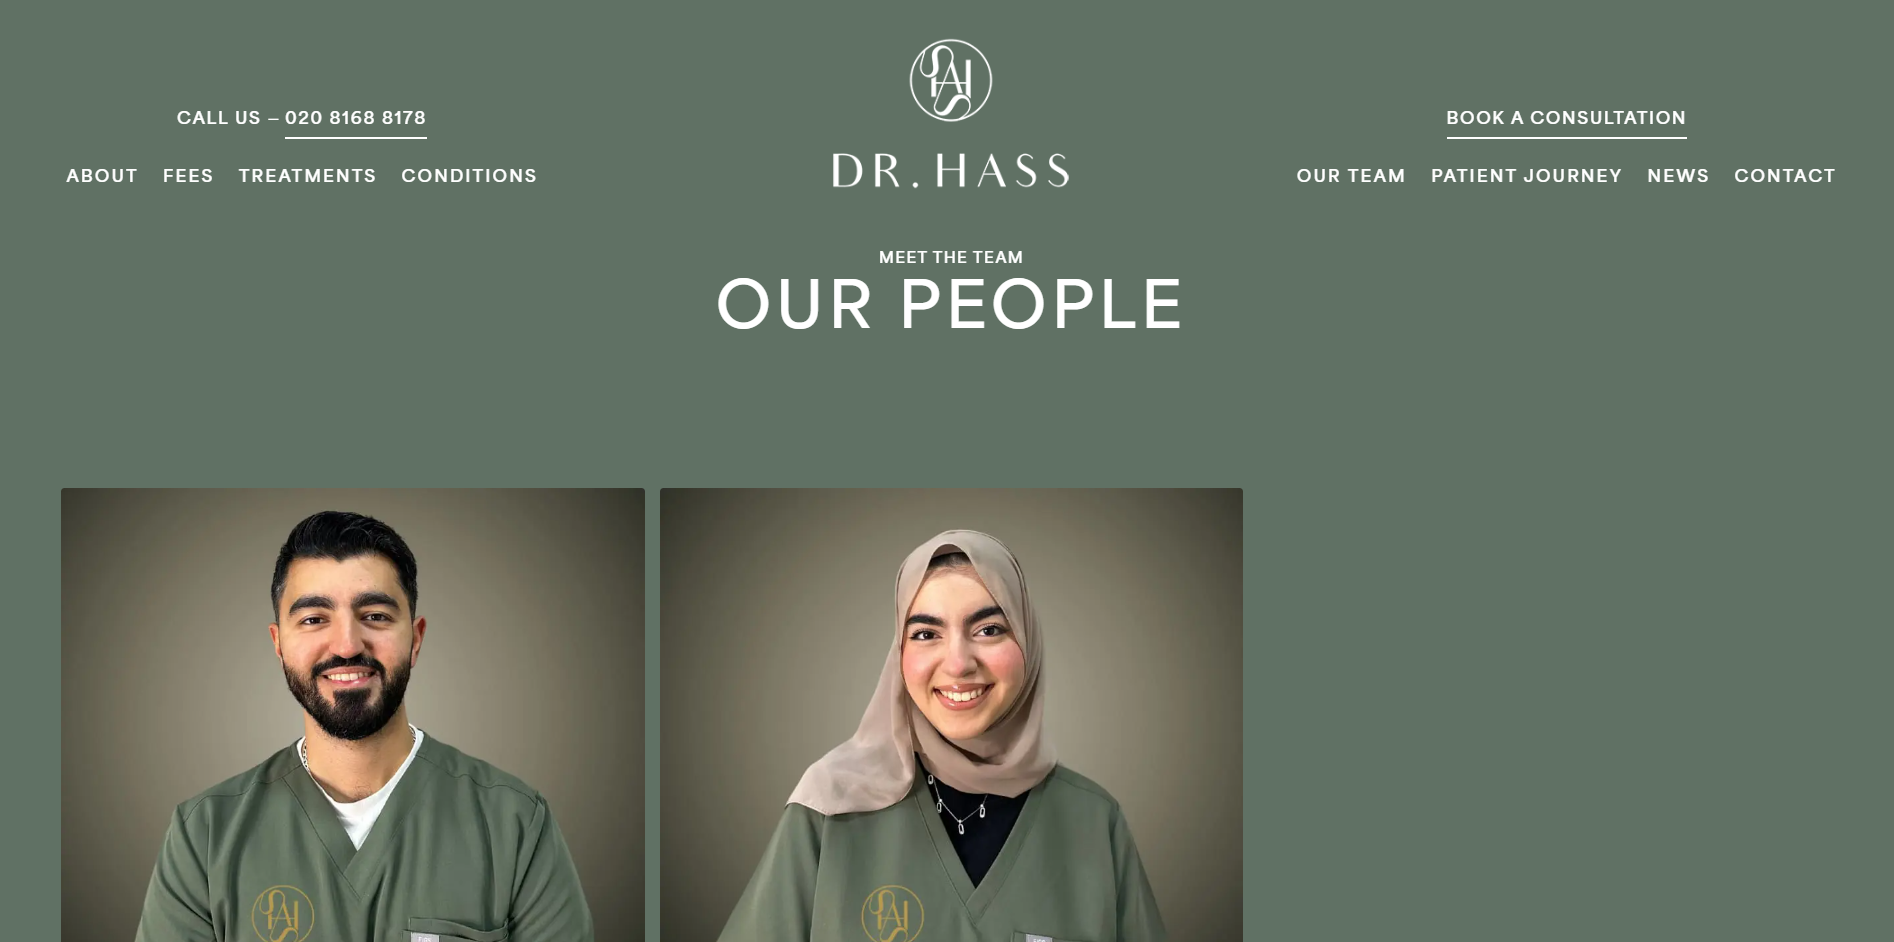 CALL US – 020 8168 8178
ABOUT FEES TREATMENTS CONDITIONS
DR. HASS
BOOK A CONSULTATION
OUR TEAM PATIENT JOURNEY NEWS CONTACT
MEET THE TEAM
OUR PEOPLE